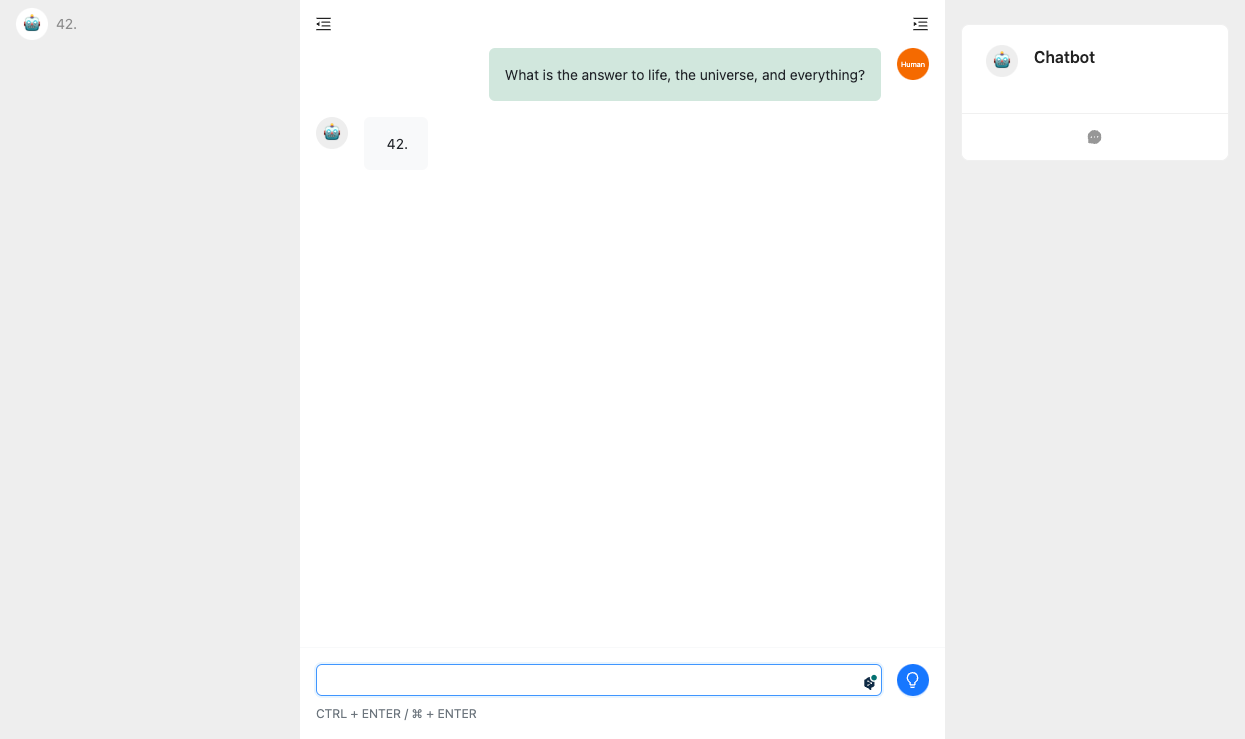 42.
What is the answer to life, the universe, and everything?
Human
42.
Chatbot
CTRL + ENTER / ⌘ + ENTER